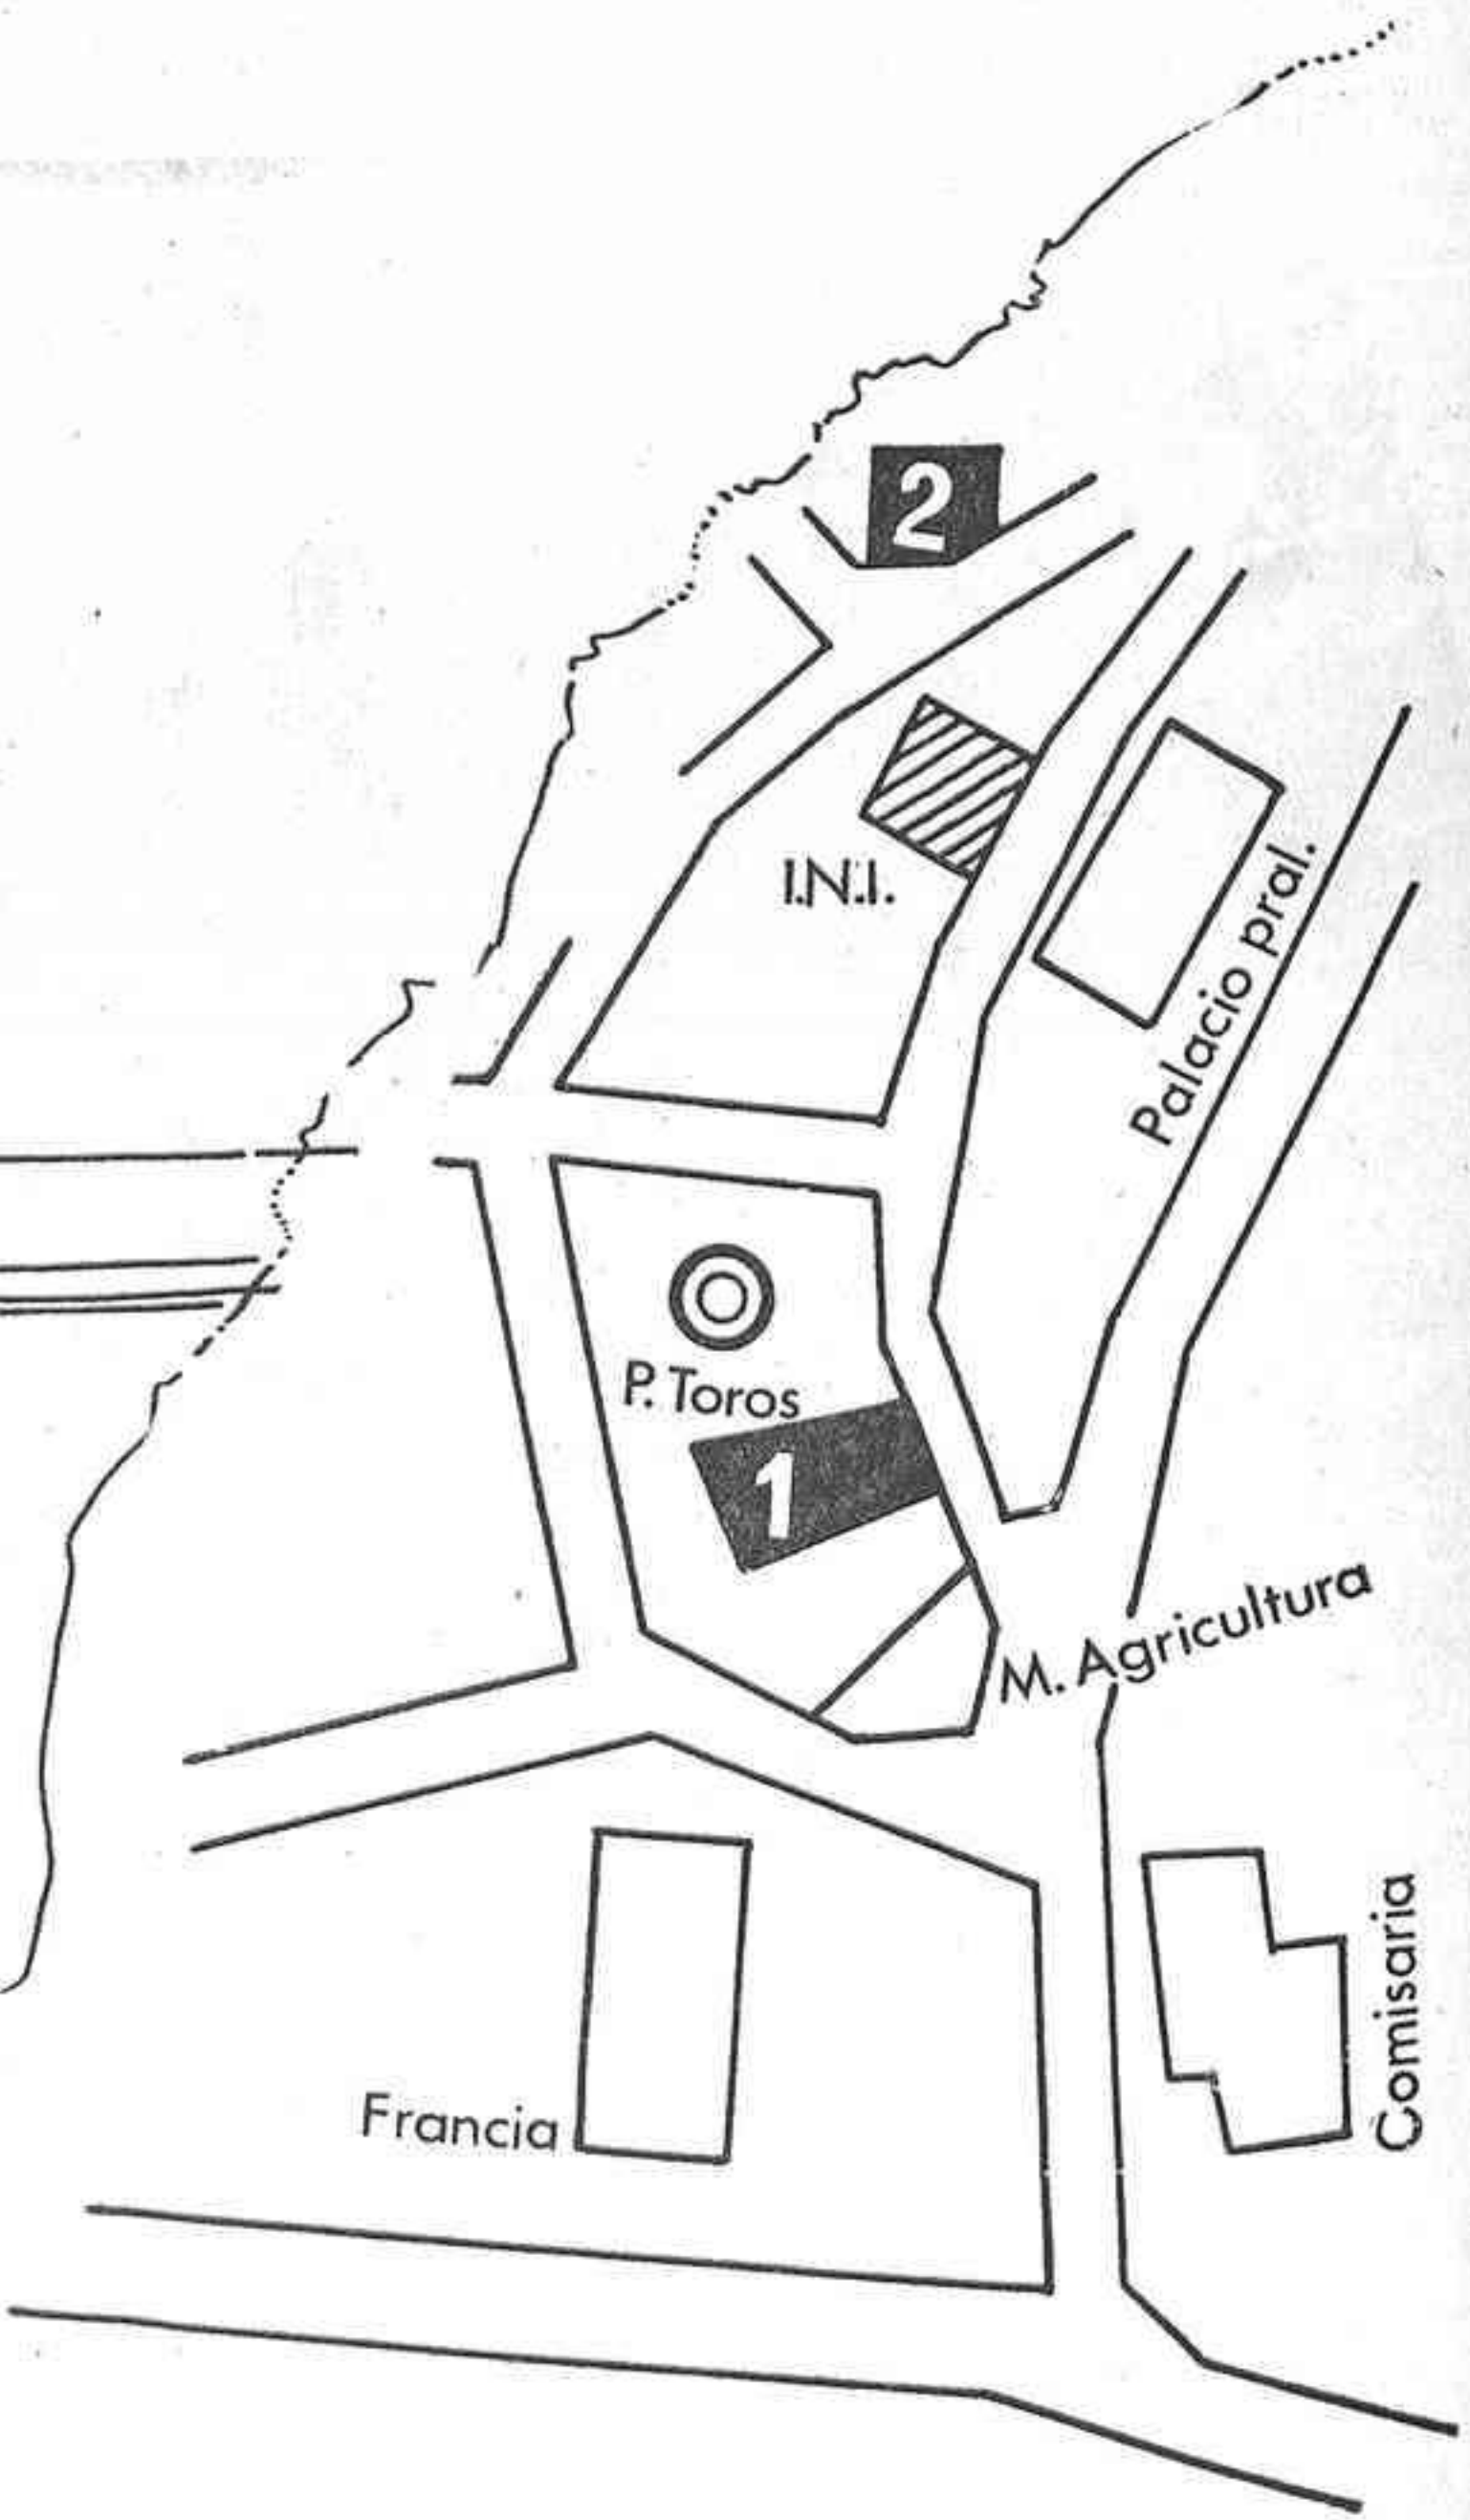 2
I.N.I.
Palacio pral.
P. Toros
1
M. Agricultura
Francia
Comisaria